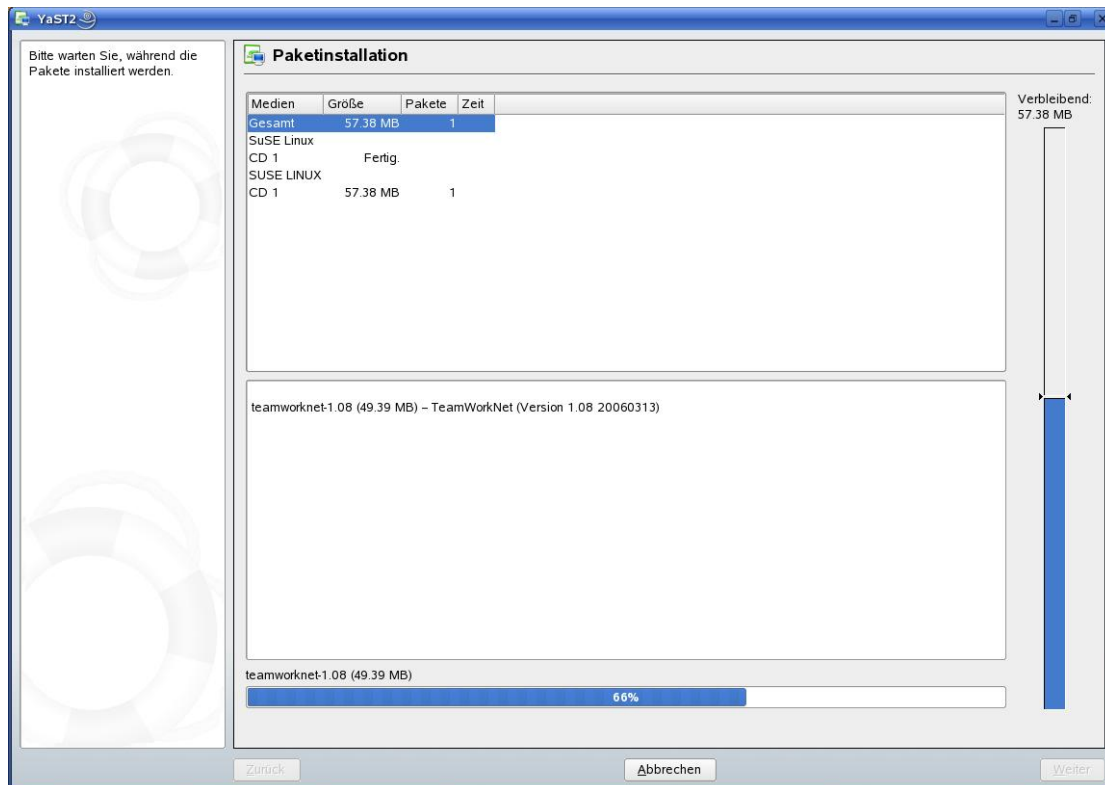 YaST2
Bitte warten Sie, während die
Pakete installiert werden.
Paketinstallation
Medien Größe Pakete Zeit
Gesamt 57.38 MB 1
SuSE Linux
CD 1 Fertig.
SUSE LINUX
CD 1 57.38 MB 1
Verbleibend:
57.38 MB
teamworknet-1.08 (49.39 MB) – TeamWorkNet (Version 1.08 20060313)
teamworknet-1.08 (49.39 MB)
66%
Zurück Abbrechen Weiter